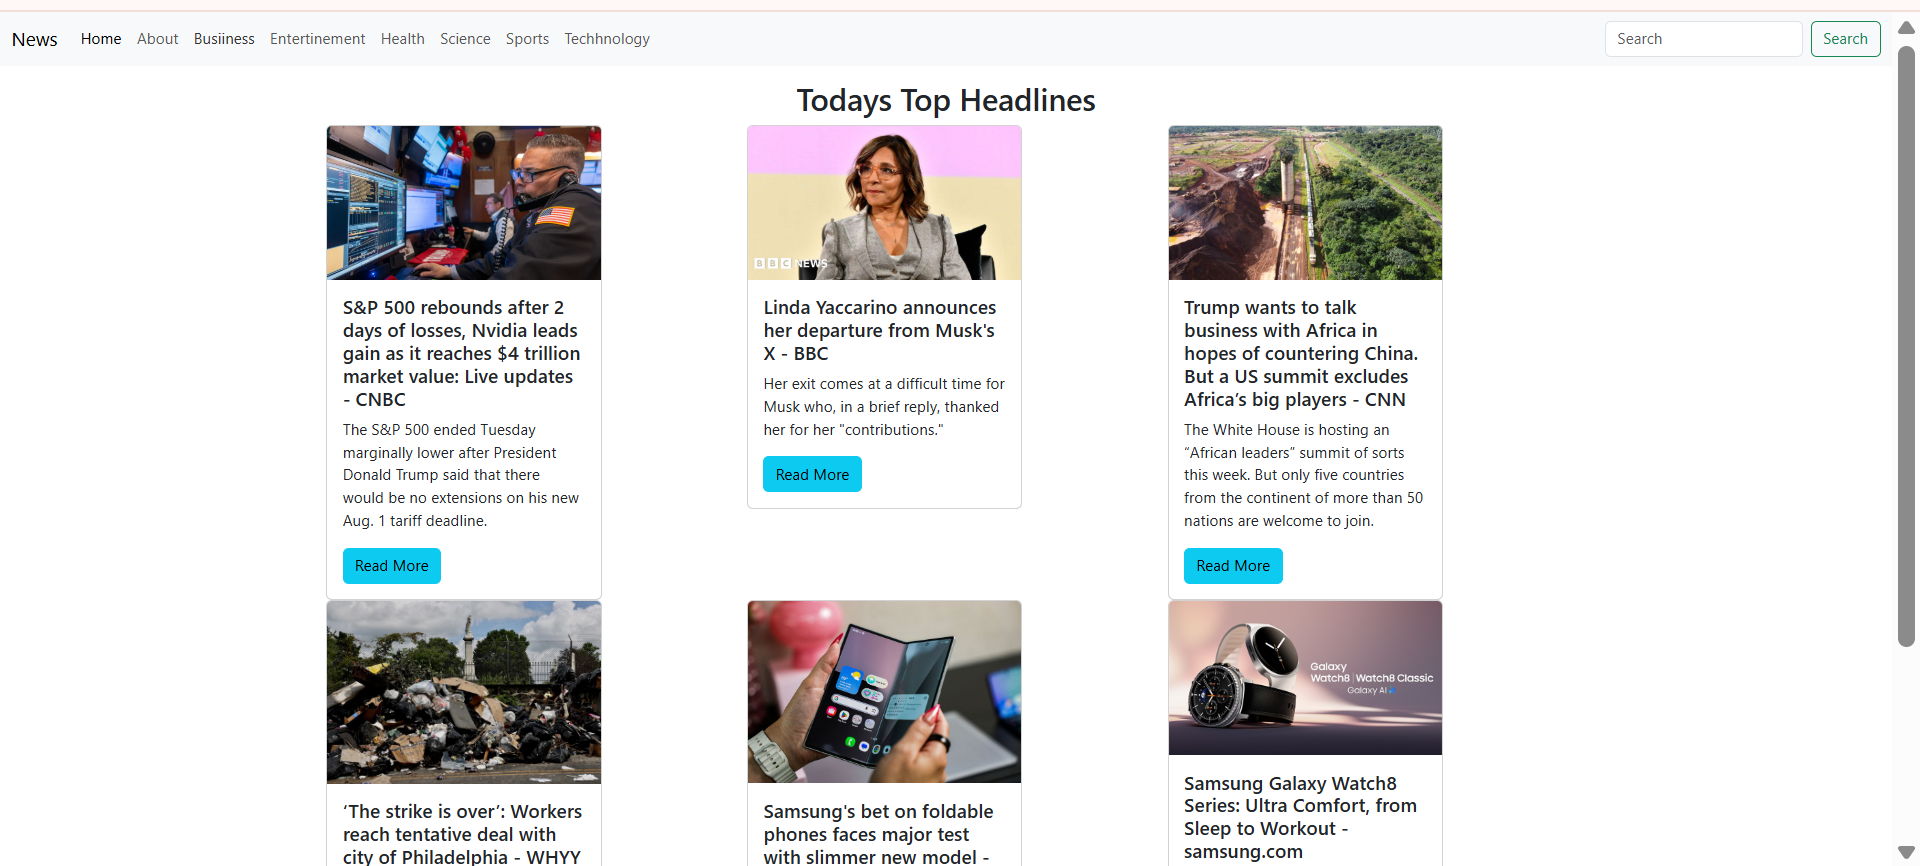 News Home About Busiiness Entertinement Health Science Sports Techhnology Search Search
Todays Top Headlines
BBC NEWS
S&P 500 rebounds after 2
days of losses, Nvidia leads
gain as it reaches $4 trillion
market value: Live updates
- CNBC
The S&P 500 ended Tuesday
marginally lower after President
Donald Trump said that there
would be no extensions on his new
Aug. 1 tariff deadline.
Read More
Linda Yaccarino announces
her departure from Musk's
X - BBC
Her exit comes at a difficult time for
Musk who, in a brief reply, thanked
her for her "contributions."
Read More
Trump wants to talk
business with Africa in
hopes of countering China.
But a US summit excludes
Africa’s big players - CNN
The White House is hosting an
“African leaders” summit of sorts
this week. But only five countries
from the continent of more than 50
nations are welcome to join.
Read More
‘The strike is over’: Workers
reach tentative deal with
city of Philadelphia - WHYY
Samsung's bet on foldable
phones faces major test
with slimmer new model -
Galaxy
Watch8 | Watch8 Classic
Galaxy AI
Samsung Galaxy Watch8
Series: Ultra Comfort, from
Sleep to Workout -
samsung.com